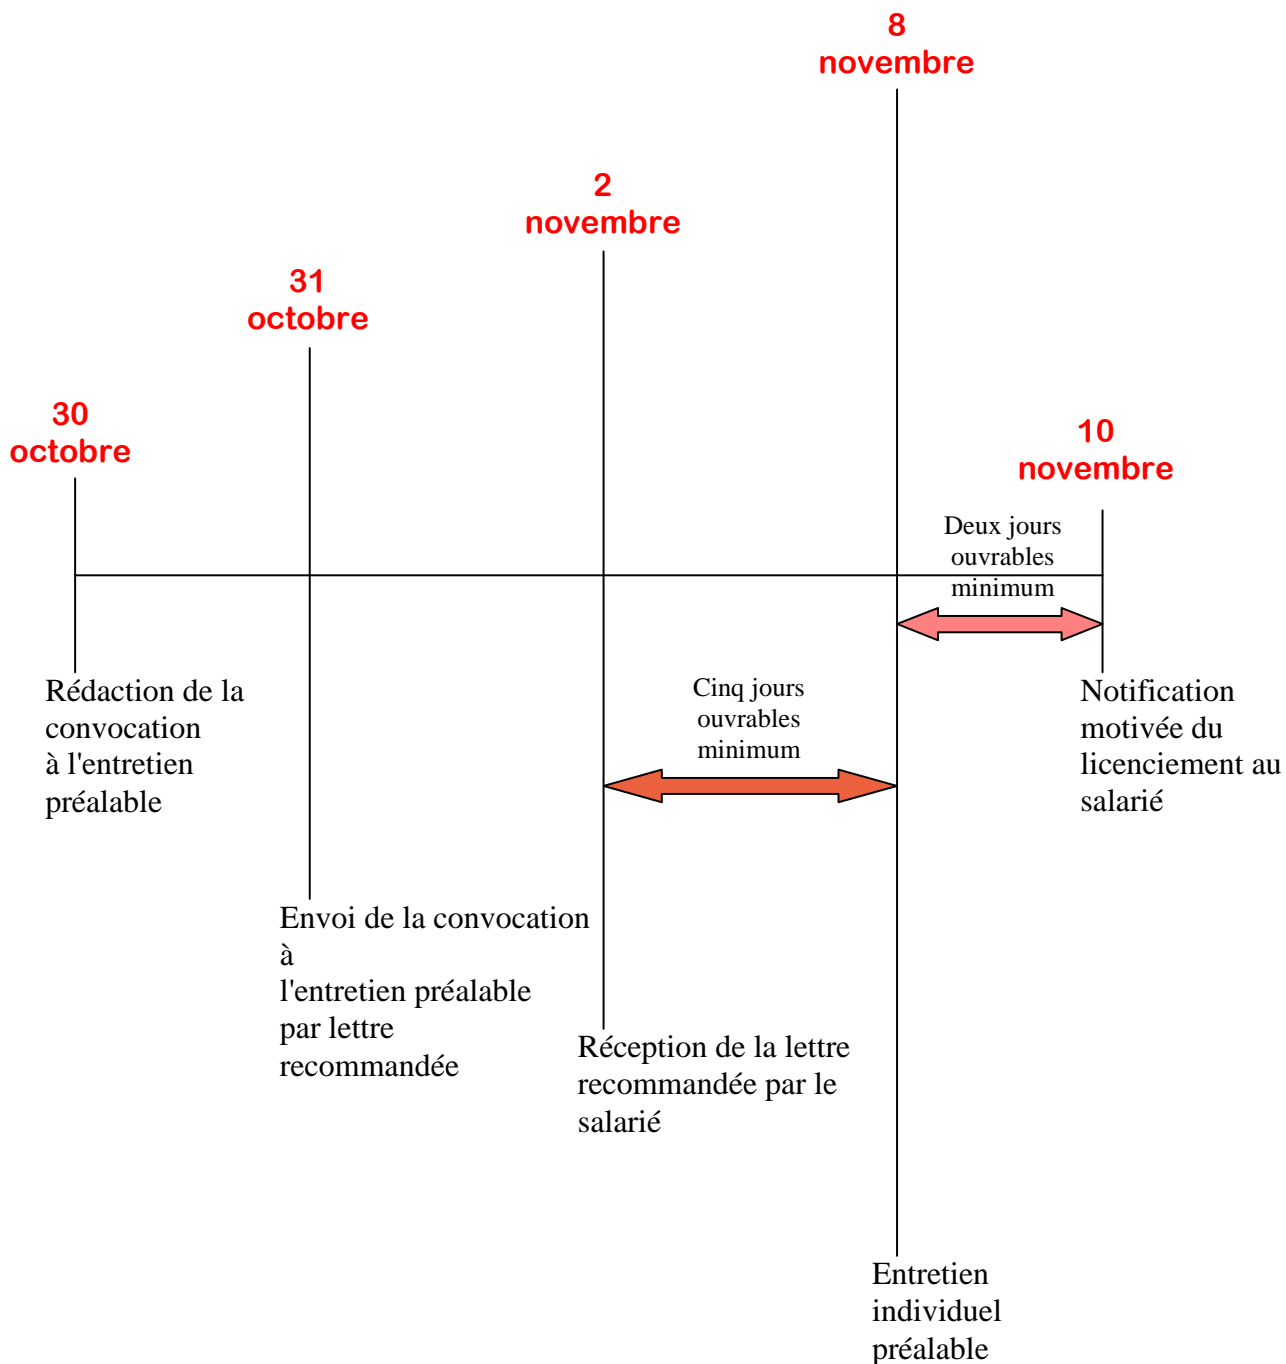 8
novembre
2
novembre
31
octobre
30
octobre
10
novembre
Deux jours
ouvrables
minimum
Cinq jours
ouvrables
minimum
Rédaction de la
convocation
à l'entretien
préalable
Envoi de la convocation
à
l'entretien préalable
par lettre
recommandée
Réception de la lettre
recommandée par le
salarié
Entretien
individuel
préalable
Notification
motivée du
licenciement au
salarié